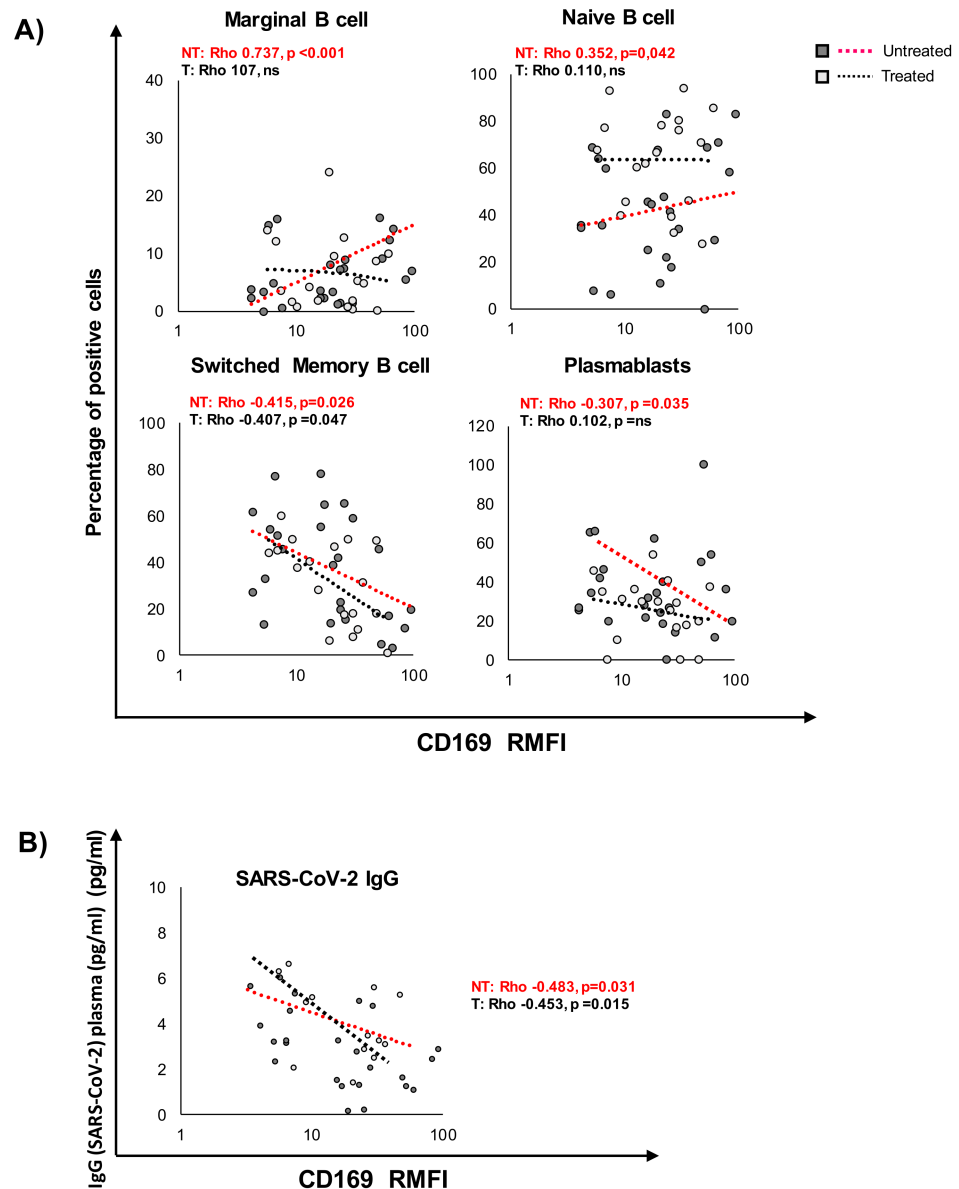 A)
Marginal B cell
NT: Rho 0.737, p <0.001
T: Rho 107, ns
40
30
20
10
0
1
10
100
Naive B cell
NT: Rho 0.352, p=0,042
T: Rho 0.110, ns
100
80
60
40
20
0
1
10
100
Untreated
Treated
Percentage of positive cells
Switched Memory B cell
NT: Rho -0.415, p=0.026
T: Rho -0.407, p =0.047
100
80
60
40
20
0
1
10
100
Plasmablasts
NT: Rho -0.307, p =0.035
T: Rho 0.102, p =ns
120
100
80
60
40
20
0
1
10
100
CD169 RMFI
B)
IgG (SARS-CoV-2) plasma (pg/ml) (pg/ml)
SARS-CoV-2 IgG
10
8
6
4
2
0
1
10
100
NT: Rho -0.483, p=0.031
T: Rho -0.453, p =0.015
CD169 RMFI